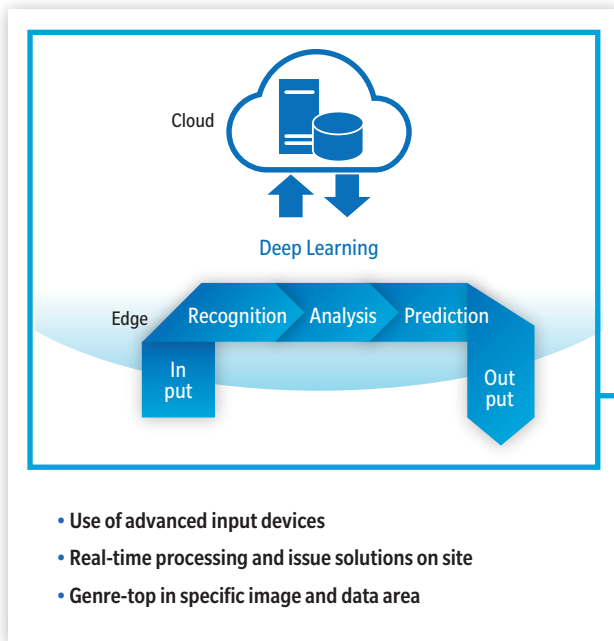 Cloud
Deep Learning
Edge
Recognition
Analysis
Prediction
In
put
Out
put
• Use of advanced input devices
• Real-time processing and issue solutions on site
• Genre-top in specific image and data area